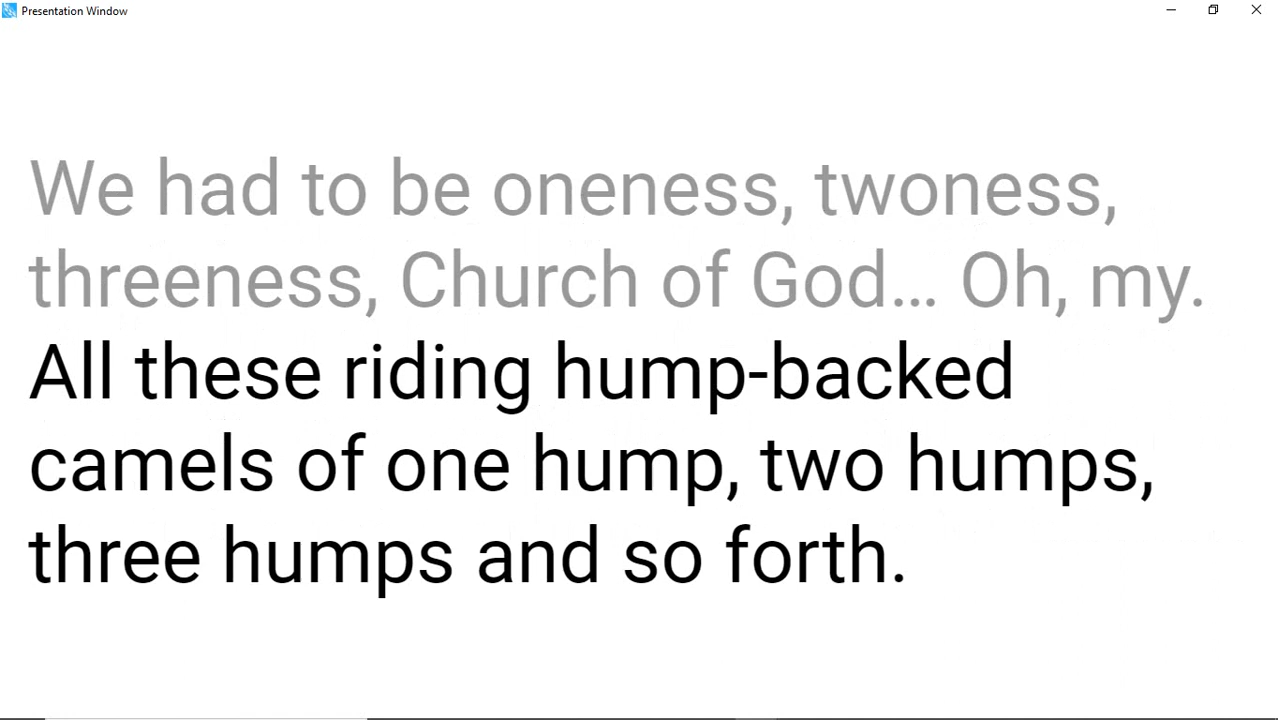 Presentation Window
We had to be oneness, twoness,
threeness, Church of God... Oh, my.
All these riding hump-backed
camels of one hump, two humps,
three humps and so forth.